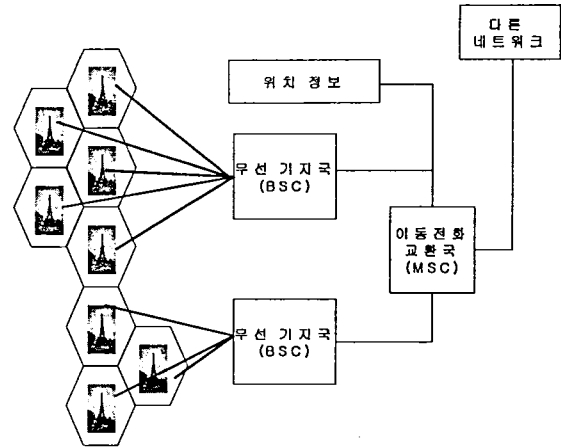 다른
네트워크
위치 정보
무선 기지국
(BSC)
이동전화
교환국
(MSC)
무선 기지국
(BSC)